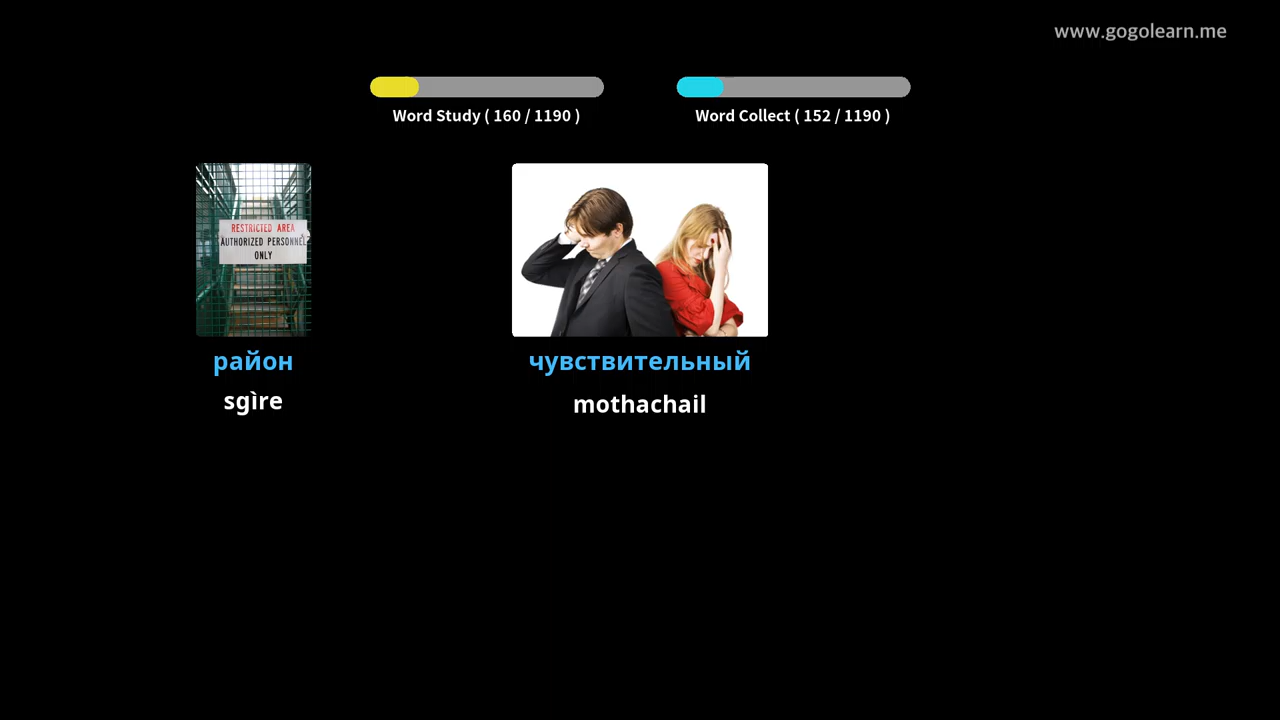 www.gogolearn.me
Word Study ( 160 / 1190 )
Word Collect ( 152 / 1190 )
RESTRICTED AREA
AUTHORIZED PERSONNEL
ONLY
район
чувствительный
sgìre
mothachail